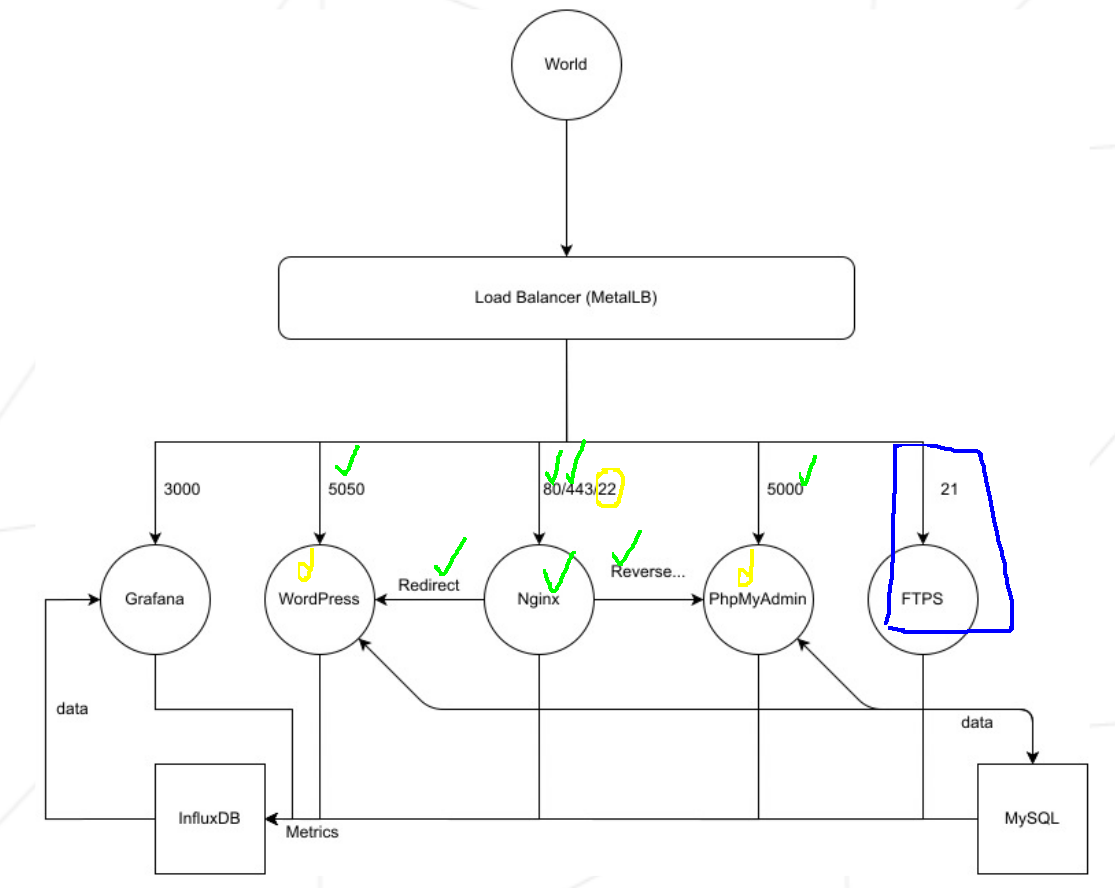 World
Load Balancer (MetalLB)
3000
5050
80/443/22
5000
21
Redirect
Reverse...
Grafana
WordPress
Nginx
PhpMyAdmin
FTPS
data
data
InfluxDB
Metrics
MySQL